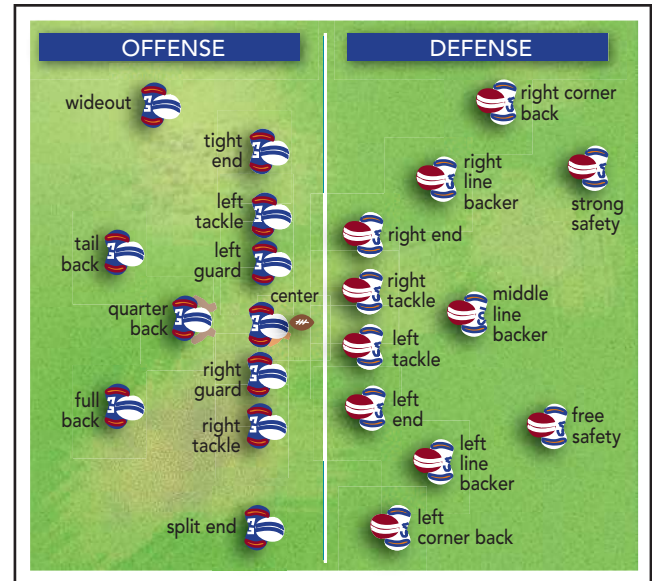 OFFENSE
wideout
tight
end
left
tackle
tail
back
left
guard
quarter
back
center
right
guard
full
back
right
tackle
split end
DEFENSE
right corner
back
right
line
backer
strong
safety
right end
right
tackle
middle
line
backer
left
tackle
left
end
free
safety
left
line
backer
left
corner back